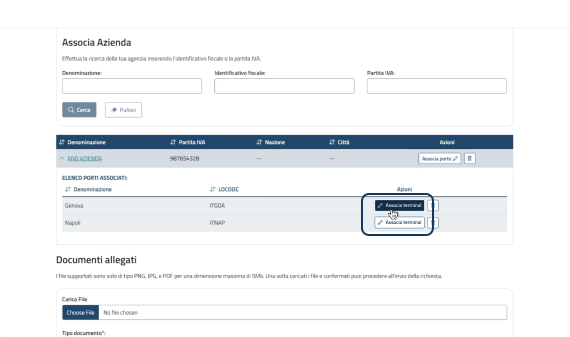 Associa Azienda
Effettua la ricerca della tua agenzia inserendo l'identificativo fiscale o la partita IVA.
Denominazione: Identificativo fiscale: Partita IVA:
Cerca Pulisci
Denominazione Partita IVA Nazione Città Azioni
AND AZIENDA 987654328 -- -- Associa porto
ELENCO PORTI ASSOCIATI:
Denominazione LOCODE Azioni
Genova ITGOA Associa terminal
Napoli ITNAP Associa terminal
Documenti allegati
I file supportati sono solo di tipo PNG, JPG, e PDF per una dimensione massima di 5Mb. Una volta caricati i file e confermati puoi procedere all'invio della richiesta.
Carica File
Choose File No file chosen
Tipo documento*: